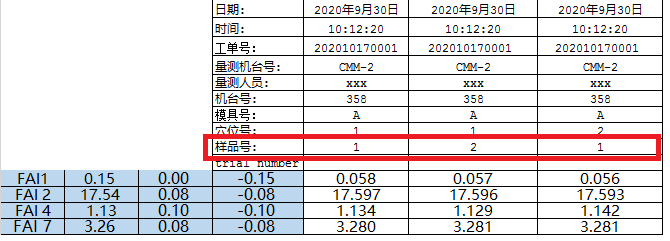 日期: 2020年9月30日 2020年9月30日 2020年9月30日
时间: 10:12:20 10:12:20 10:12:20
工单号: 202010170001 202010170001 202010170001
量测机台号: CMM-2 CMM-2 CMM-2
量测人员: xxx xxx xxx
机台号: 358 358 358
模具号: A A A
穴位号: 1 1 2
样品号: 1 2 1
trial number
FAI1 0.15 0.00 -0.15 0.058 0.057 0.056
FAI 2 17.54 0.08 -0.08 17.597 17.596 17.593
FAI 4 1.13 0.10 -0.10 1.134 1.129 1.142
FAI 7 3.26 0.08 -0.08 3.280 3.281 3.281